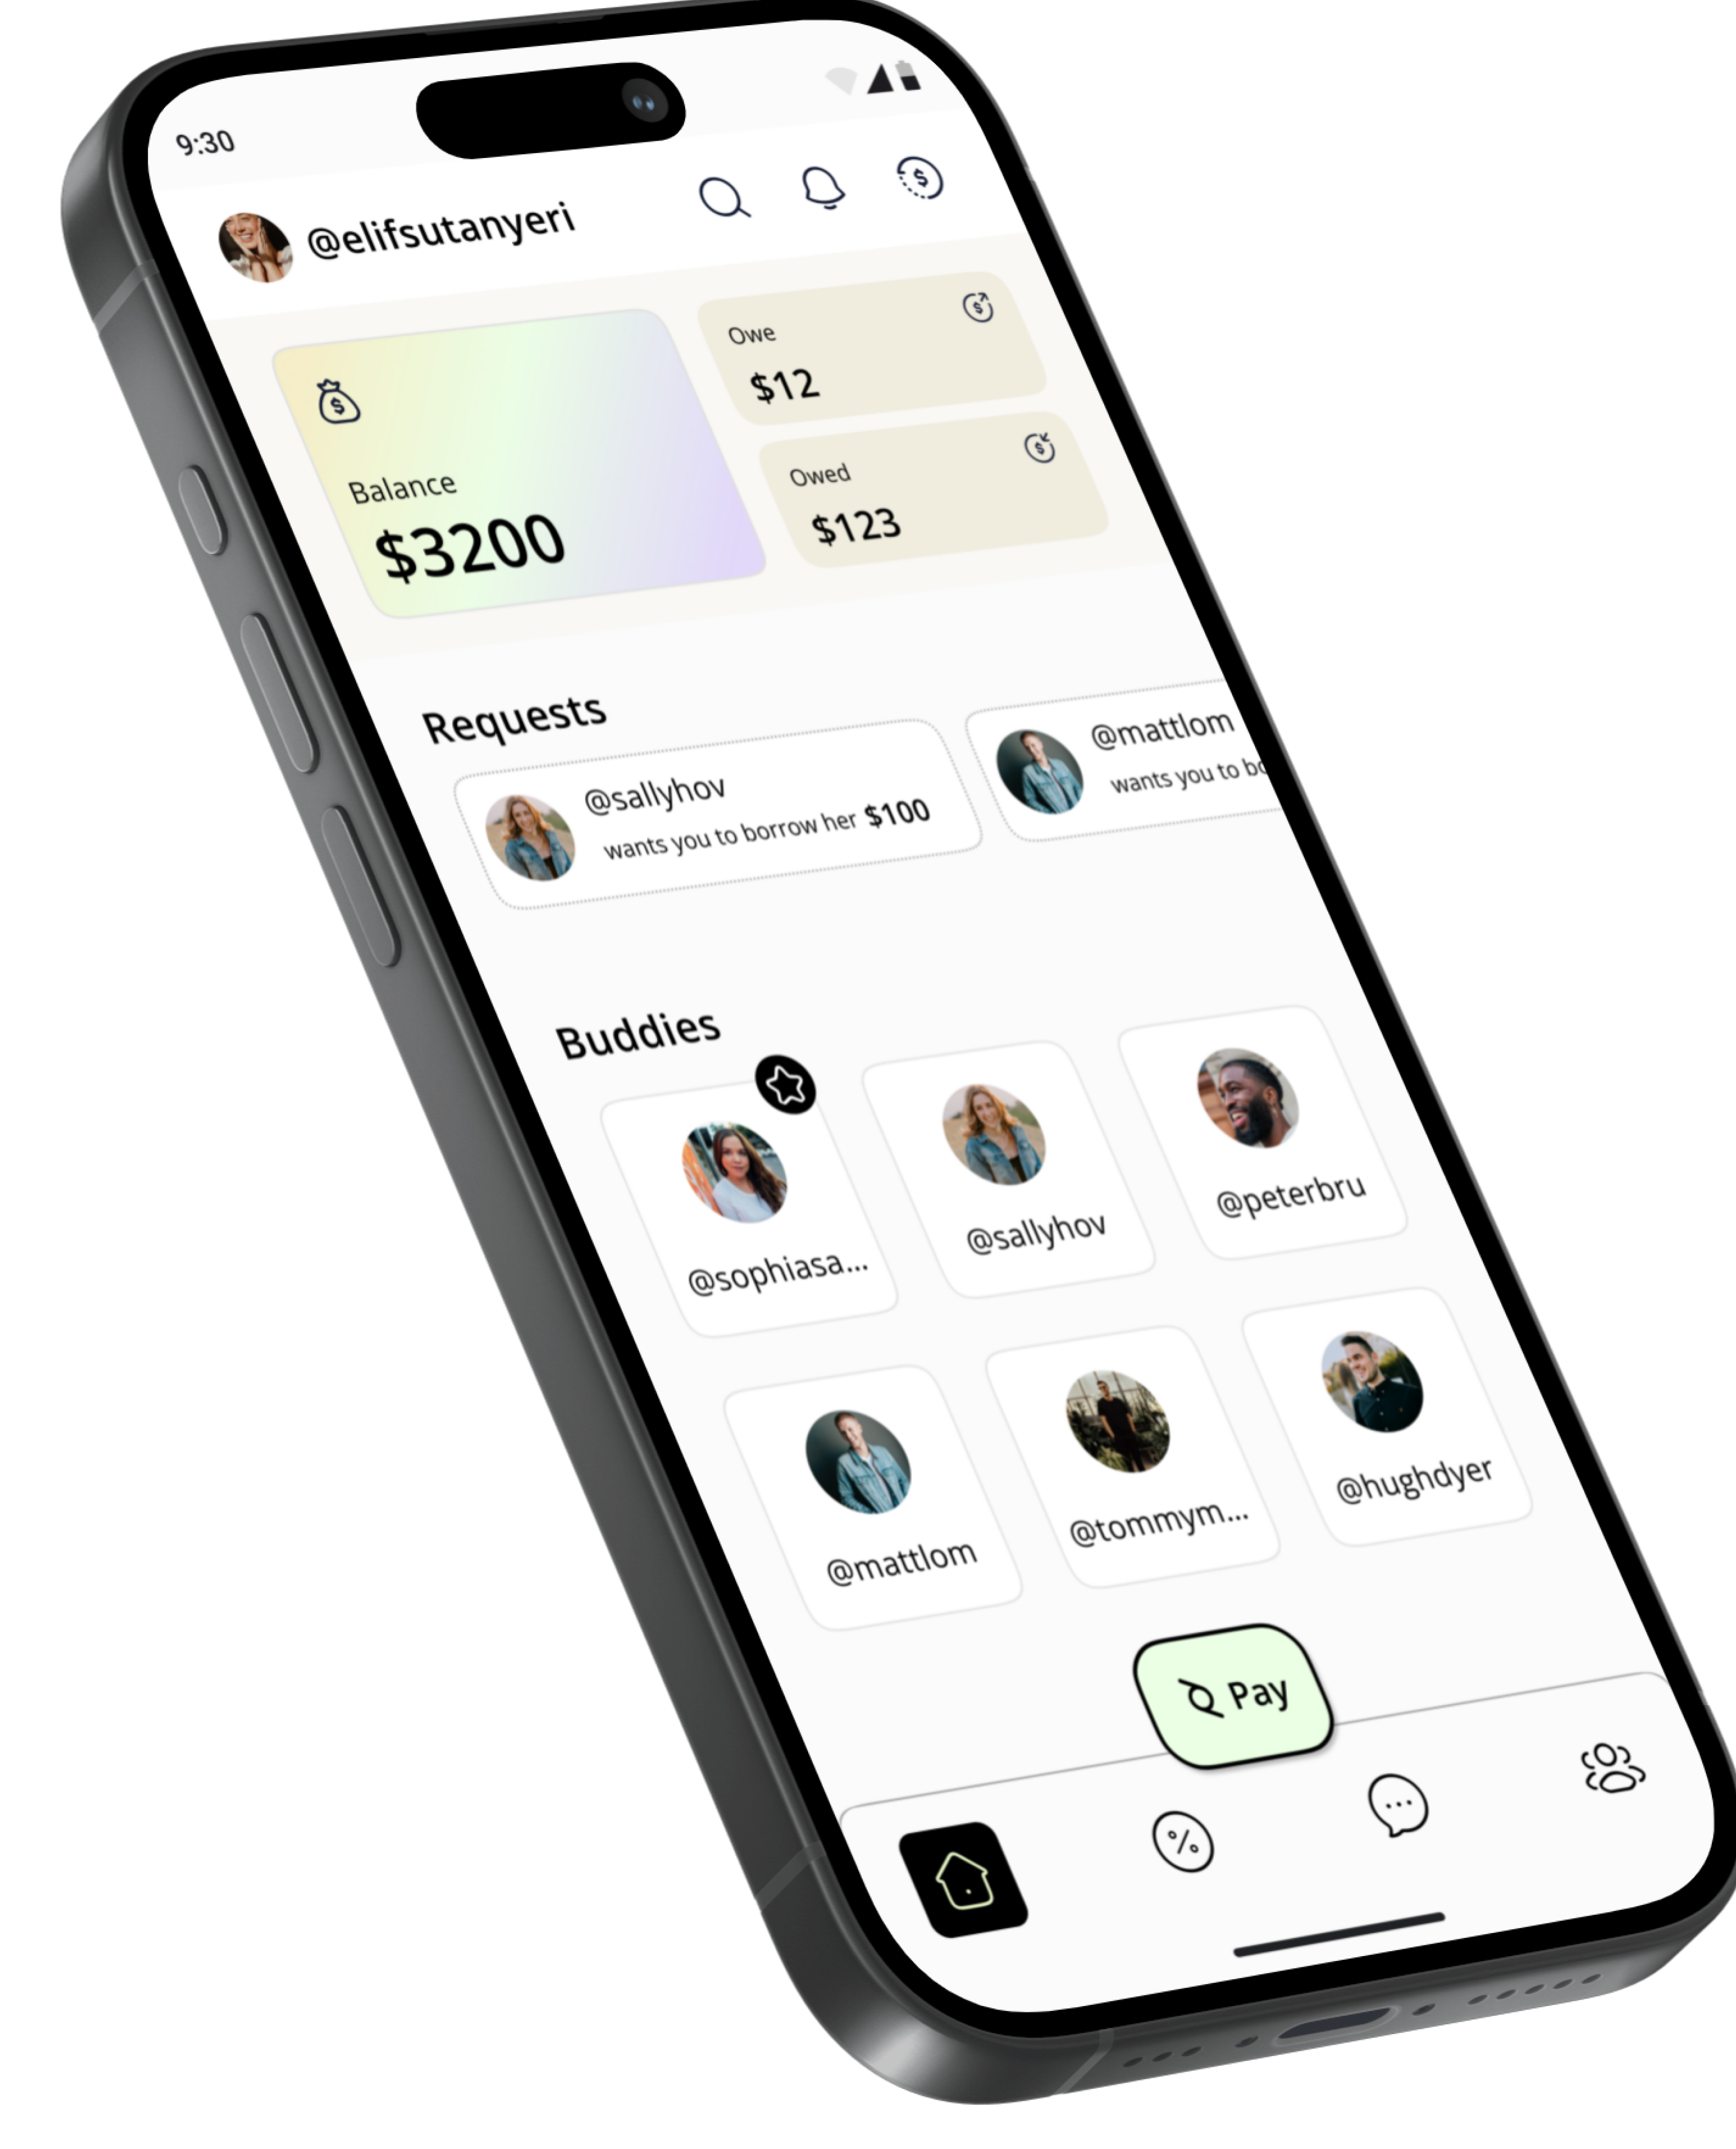 9:30
@elifsutanyeri
Balance
$3200
Owe
$12
Owed
$123
Requests
@sallyhov
wants you to borrow her $100
@mattlom
wants you to bo
Buddies
@sophiasa...
@sallyhov
@peterbru
@mattlom
@tommym...
@hughdyer
Pay